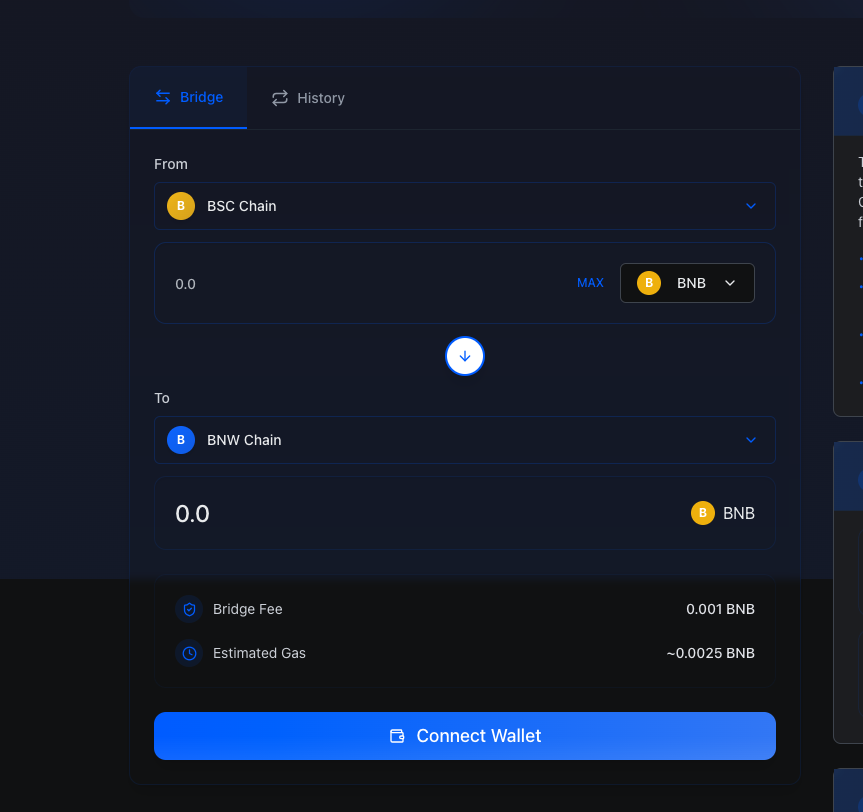 Bridge
History
From
B BSC Chain
0.0 MAX B BNB
To
B BNW Chain
0.0 B BNB
Bridge Fee 0.001 BNB
Estimated Gas ~0.0025 BNB
Connect Wallet